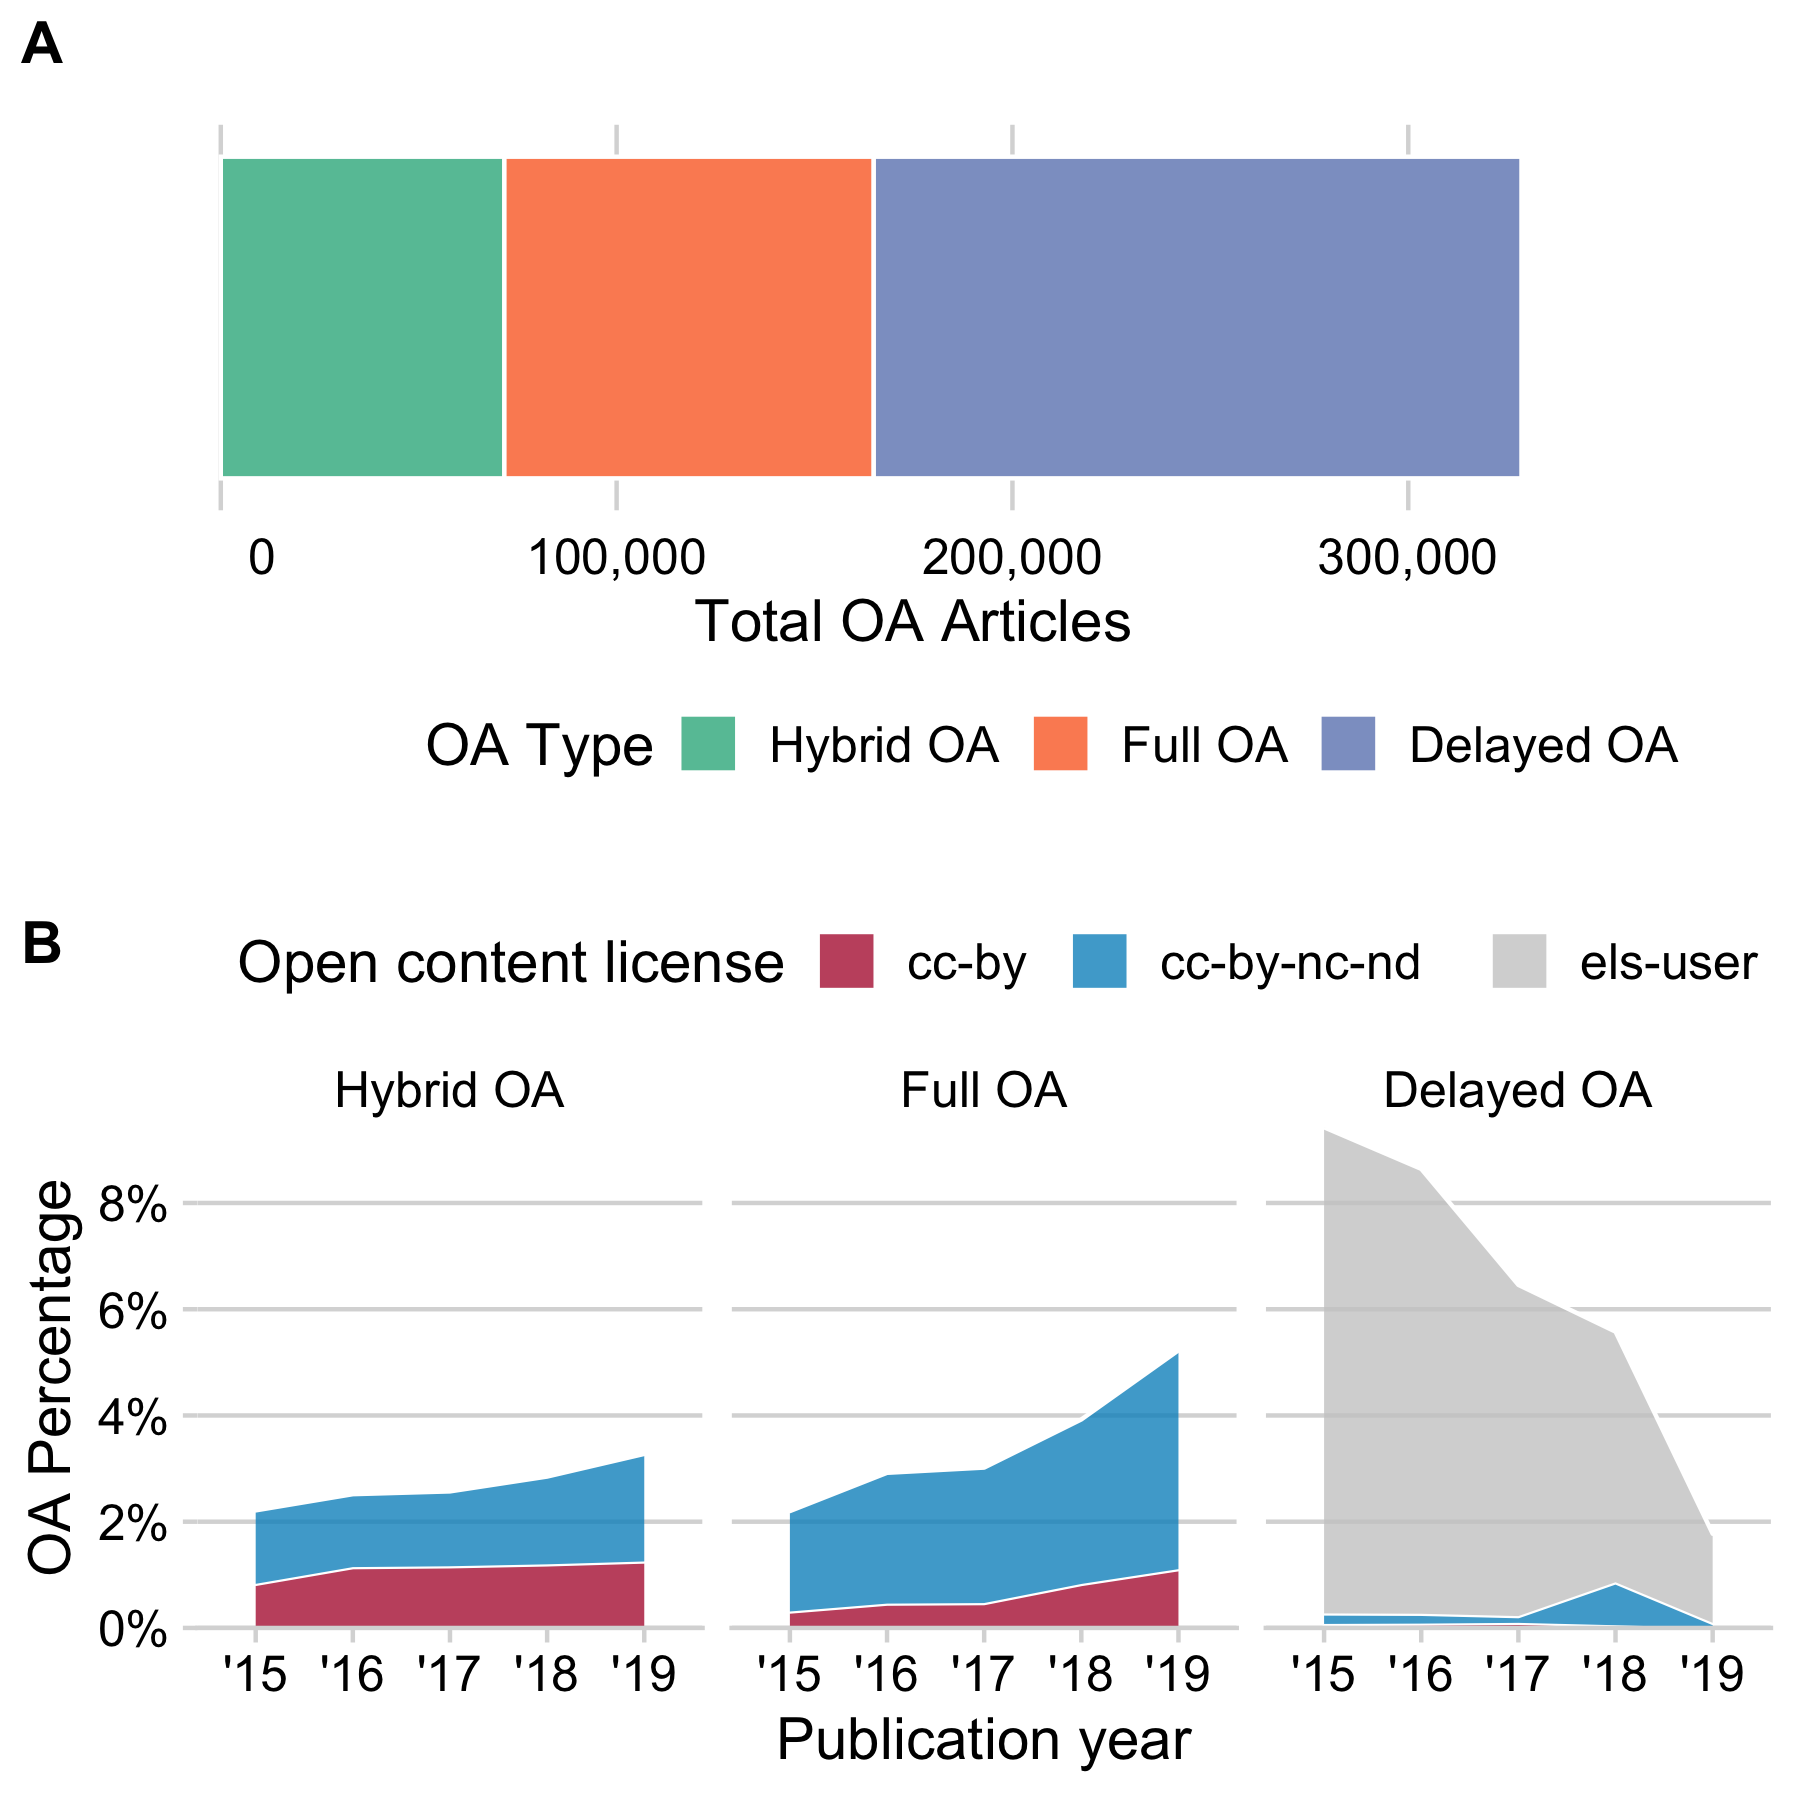 A
0 100,000 200,000 300,000
Total OA Articles
OA Type Hybrid OA Full OA Delayed OA
B
Open content license cc-by cc-by-nc-nd els-user
Hybrid OA Full OA Delayed OA
OA Percentage
8%
6%
4%
2%
0%
'15 '16 '17 '18 '19 '15 '16 '17 '18 '19 '15 '16 '17 '18 '19
Publication year